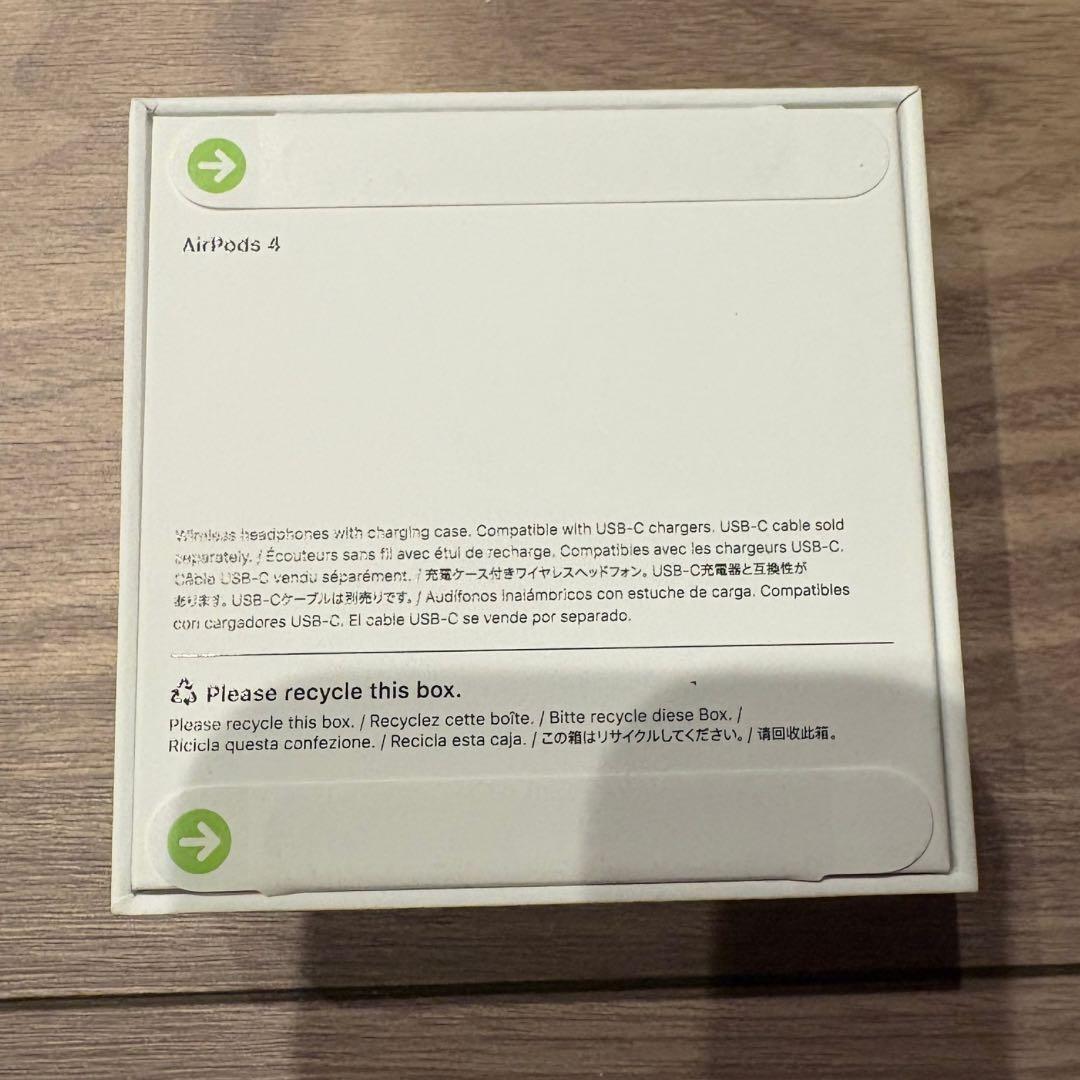 AirPods 4
Wireless headphones with charging case. Compatible with USB-C chargers. USB-C cable sold
separately. / Écouteurs sans fil avec étui de recharge. Compatibles avec les chargeurs USB-C.
Câble USB-C vendu séparément. / 充電ケース付きワイヤレスヘッドフォン。USB-C充電器と互換性が
あります。USB-Cケーブルは別売りです。/ Audífonos inalámbricos con estuche de carga. Compatibles
con cargadores USB-C. El cable USB-C se vende por separado.
Please recycle this box.
Please recycle this box. / Recyclez cette boîte. / Bitte recycle diese Box. /
Ricicla questa confezione. / Recicla esta caja. / この箱はリサイクルしてください。/ 请回收此箱。